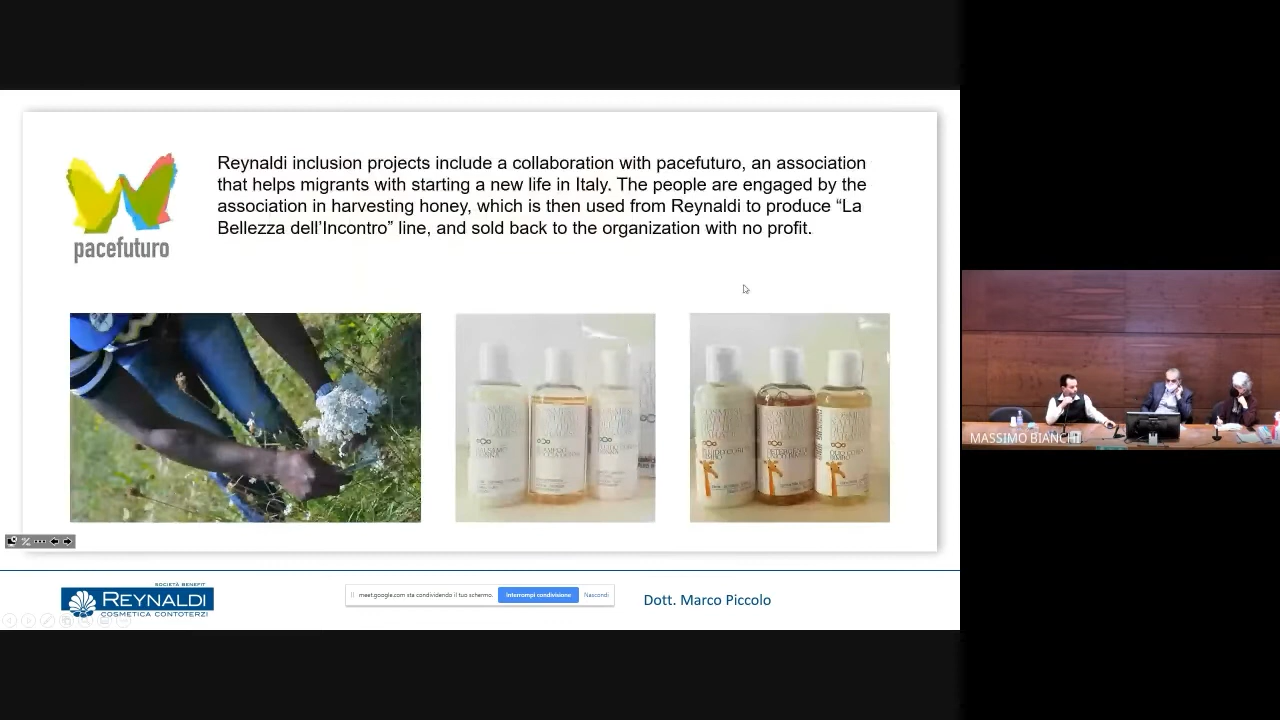 Reynaldi inclusion projects include a collaboration with pacefuturo, an association
that helps migrants with starting a new life in Italy. The people are engaged by the
association in harvesting honey, which is then used from Reynaldi to produce “La
Bellezza dell’Incontro” line, and sold back to the organization with no profit.
pacefuturo
MASSIMO BIANCHI
SOCIETÀ BENEFIT
REYNALDI
COSMETICA CONTOTERZI
meet.google.com sta condividendo il tuo schermo.
Interrompi condivisione
Nascondi
Dott. Marco Piccolo